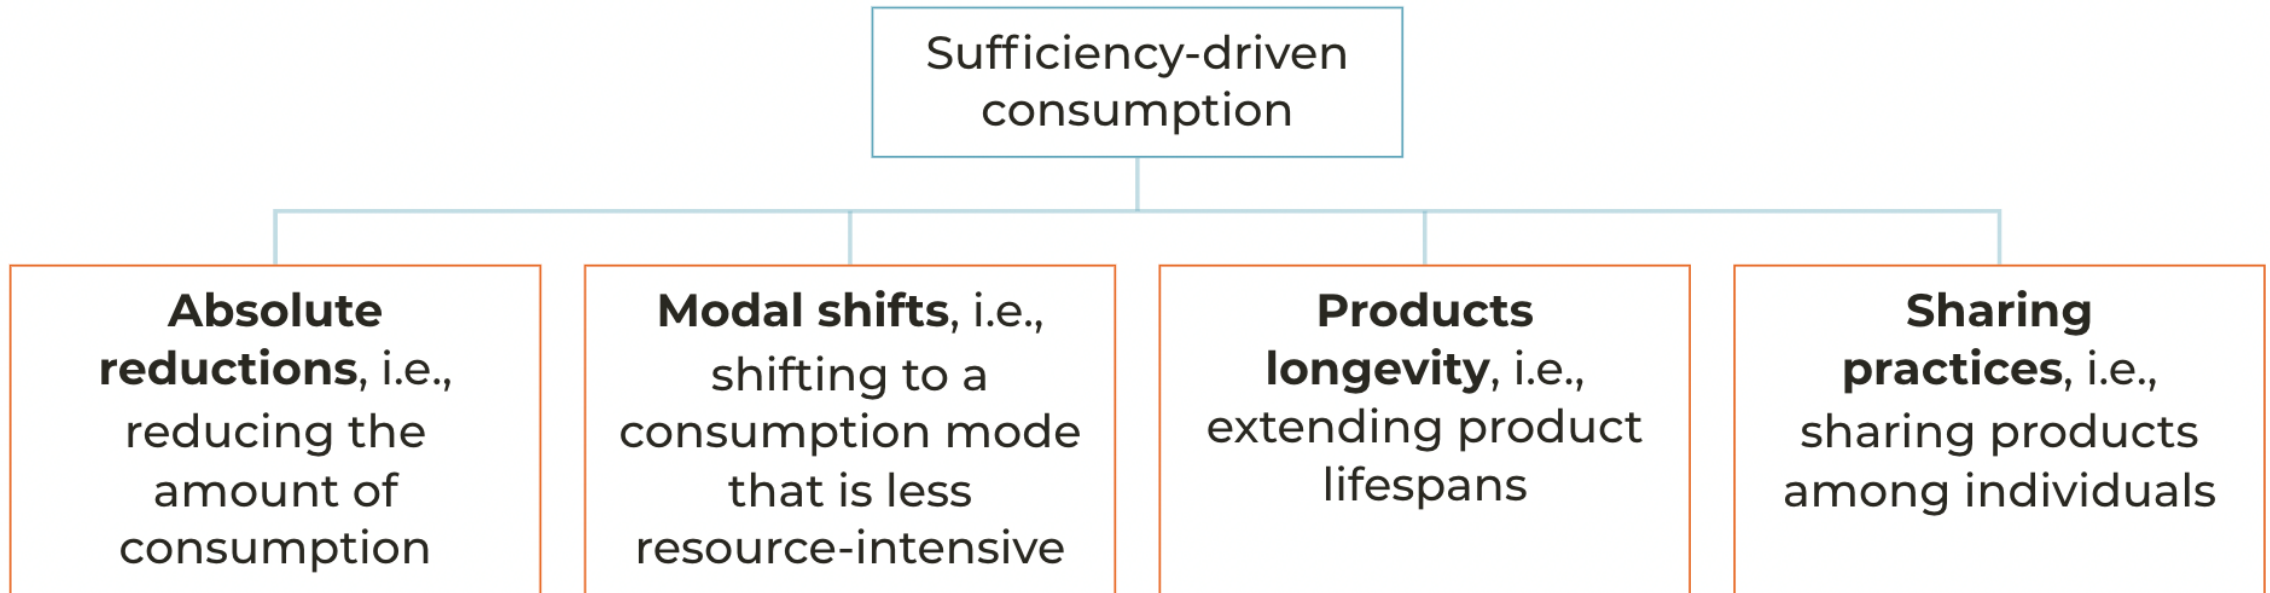 Sufficiency-driven
consumption
Absolute
reductions, i.e.,
reducing the
amount of
consumption
Modal shifts, i.e.,
shifting to a
consumption mode
that is less
resource-intensive
Products
longevity, i.e.,
extending product
lifespans
Sharing
practices, i.e.,
sharing products
among individuals